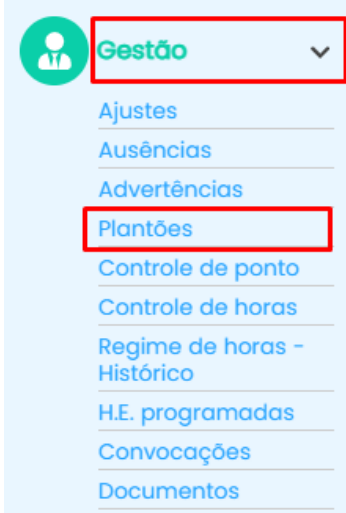 Gestão
Ajustes
Ausências
Advertências
Plantões
Controle de ponto
Controle de horas
Regime de horas -
Histórico
H.E. programadas
Convocações
Documentos